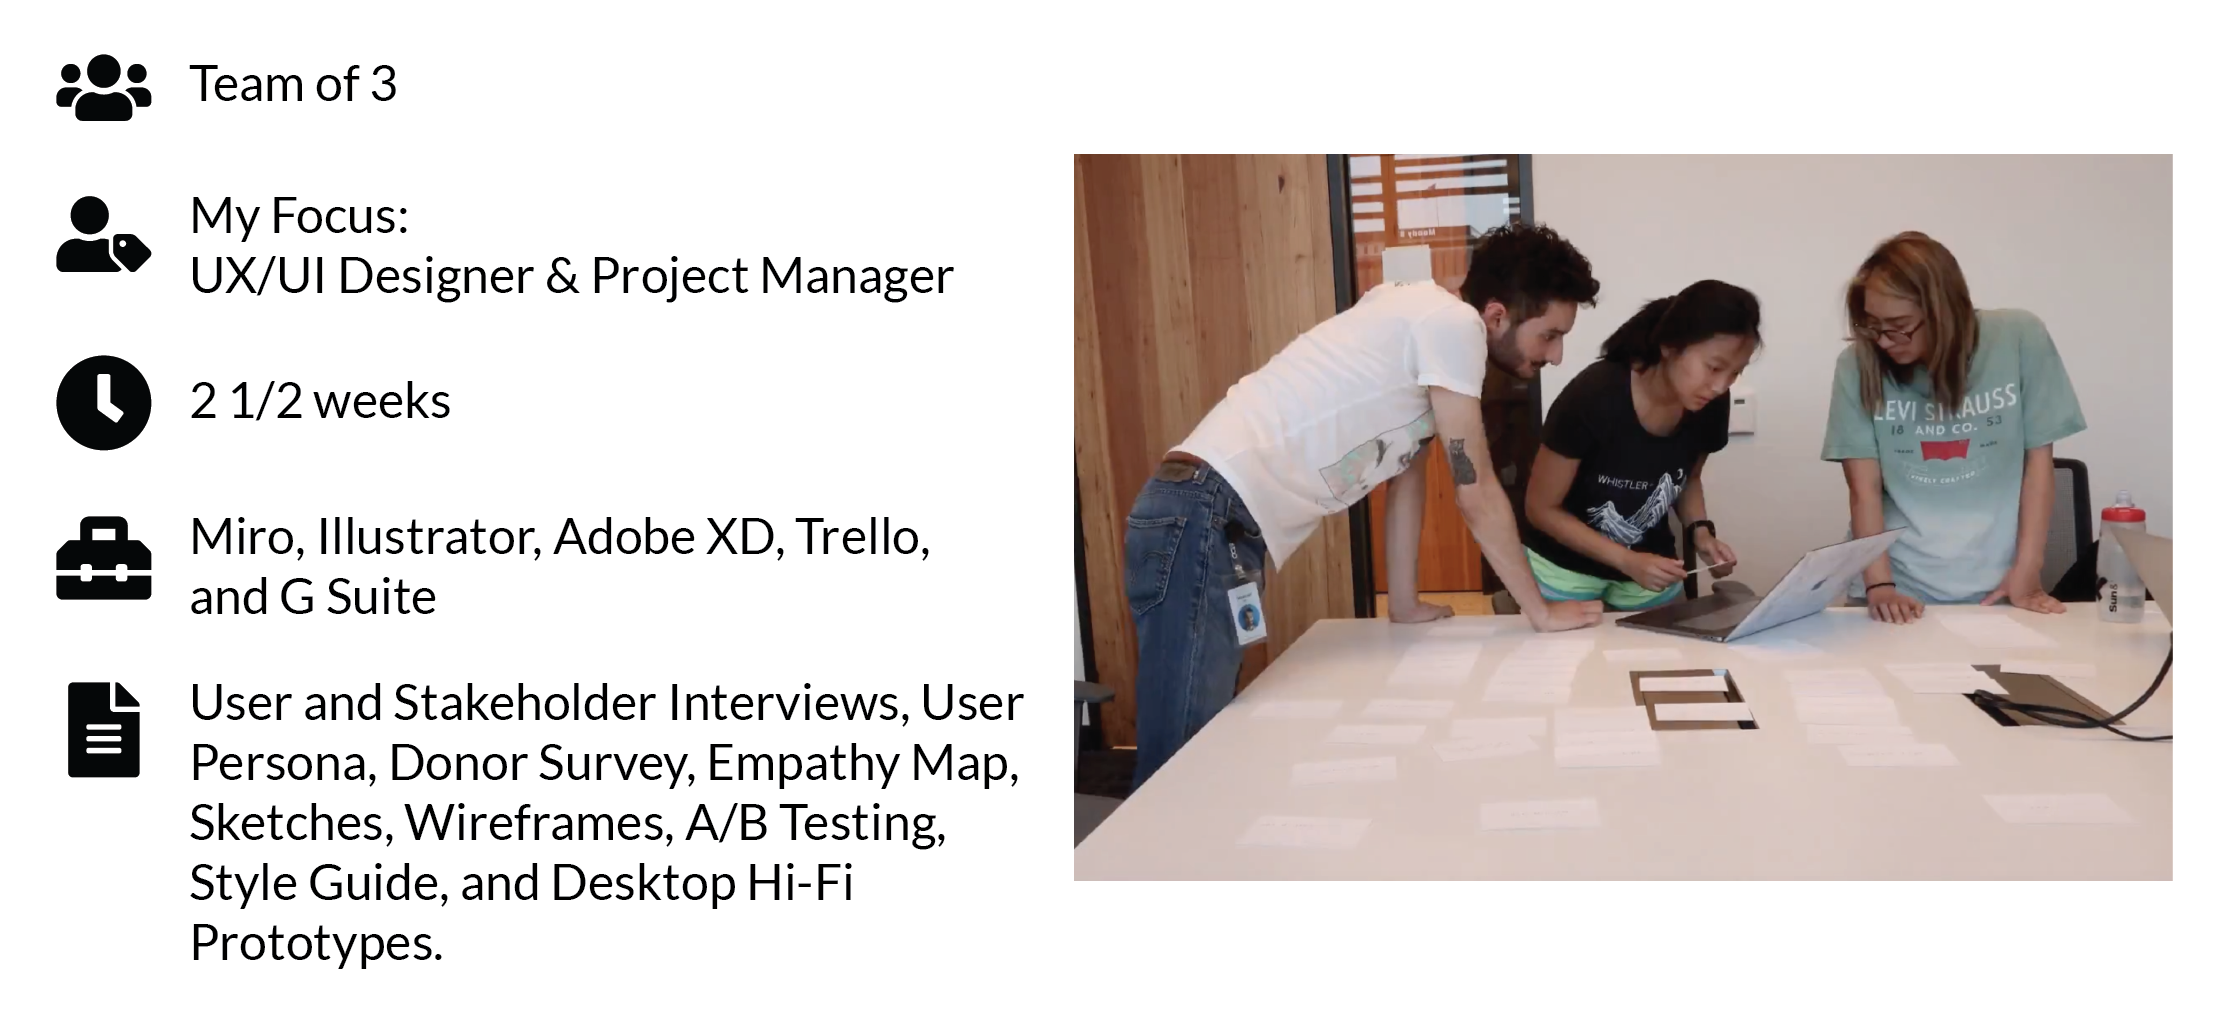 Team of 3
My Focus:
UX/UI Designer & Project Manager
2 1/2 weeks
Miro, Illustrator, Adobe XD, Trello,
and G Suite
User and Stakeholder Interviews, User
Persona, Donor Survey, Empathy Map,
Sketches, Wireframes, A/B Testing,
Style Guide, and Desktop Hi-Fi
Prototypes.
WHISTLER
LEVI STRAUSS
18 AND CO. 53